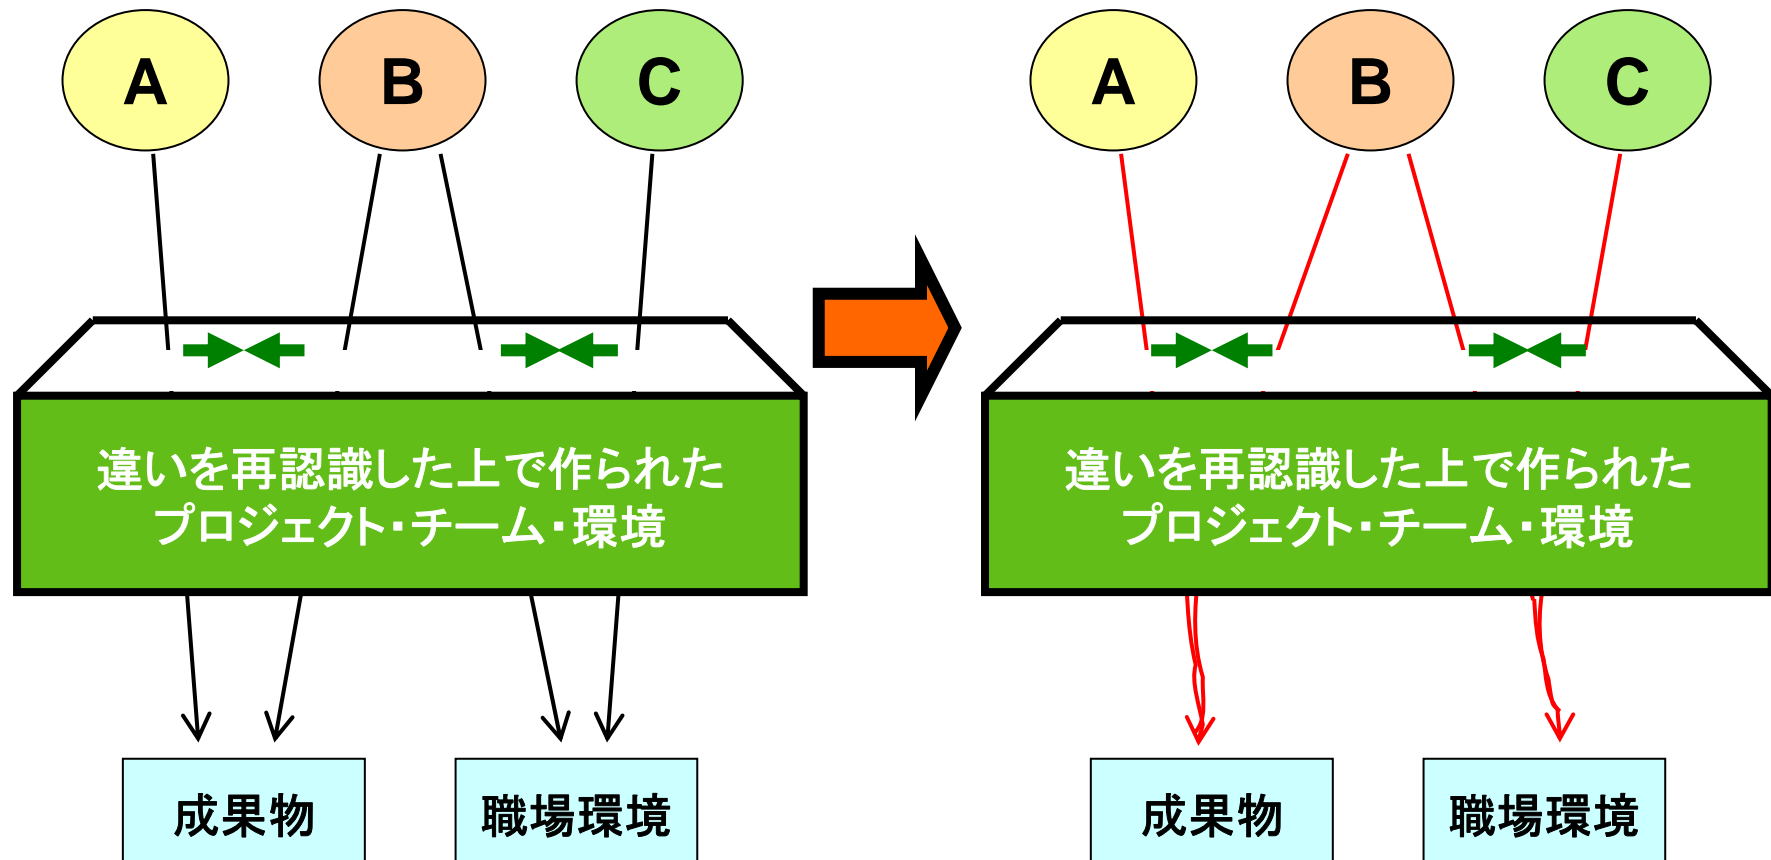 A
B
C
A
B
C
違いを再認識した上で作られた
プロジェクト・チーム・環境
違いを再認識した上で作られた
プロジェクト・チーム・環境
成果物
職場環境
成果物
職場環境